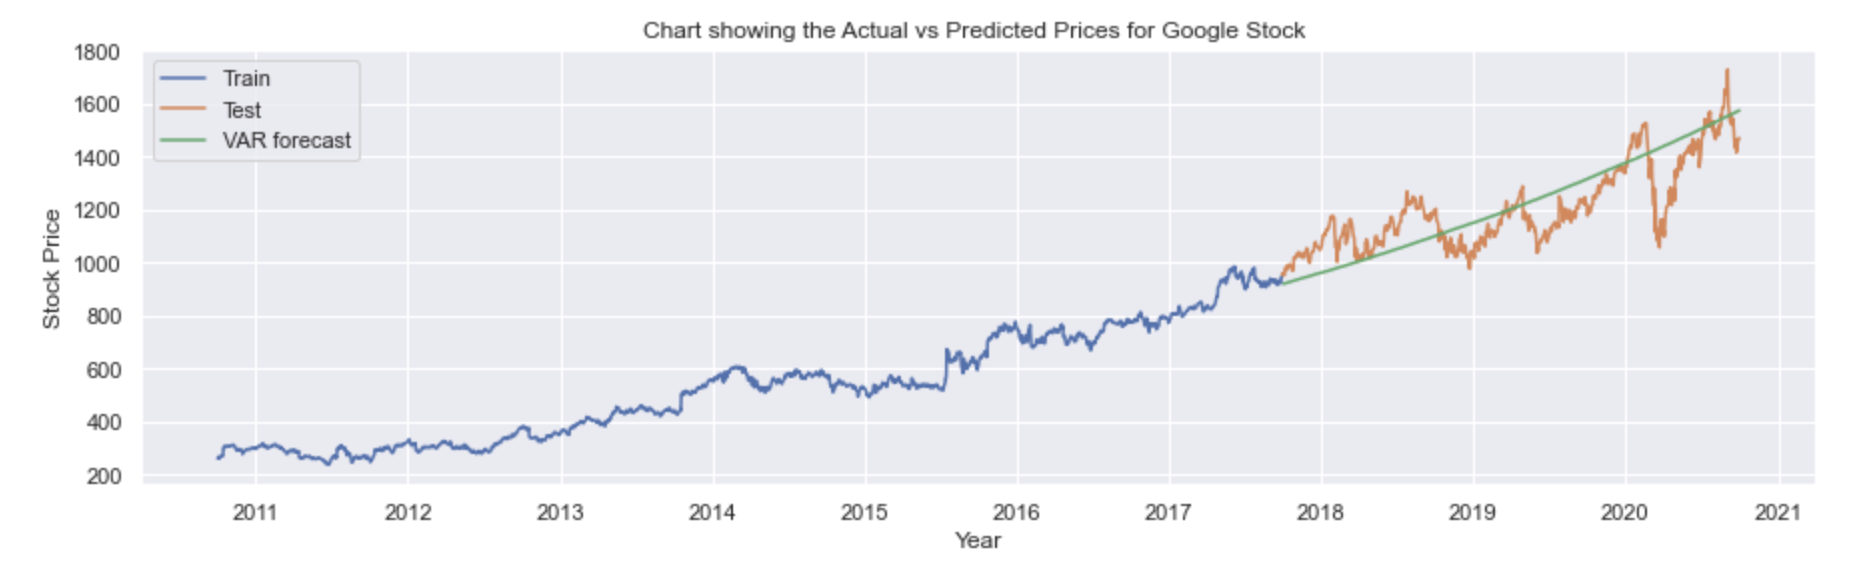 Chart showing the Actual vs Predicted Prices for Google Stock
1800
1600
1400
1200
1000
800
600
400
200
Stock Price
Train
Test
VAR forecast
2011 2012 2013 2014 2015 2016 2017 2018 2019 2020 2021
Year